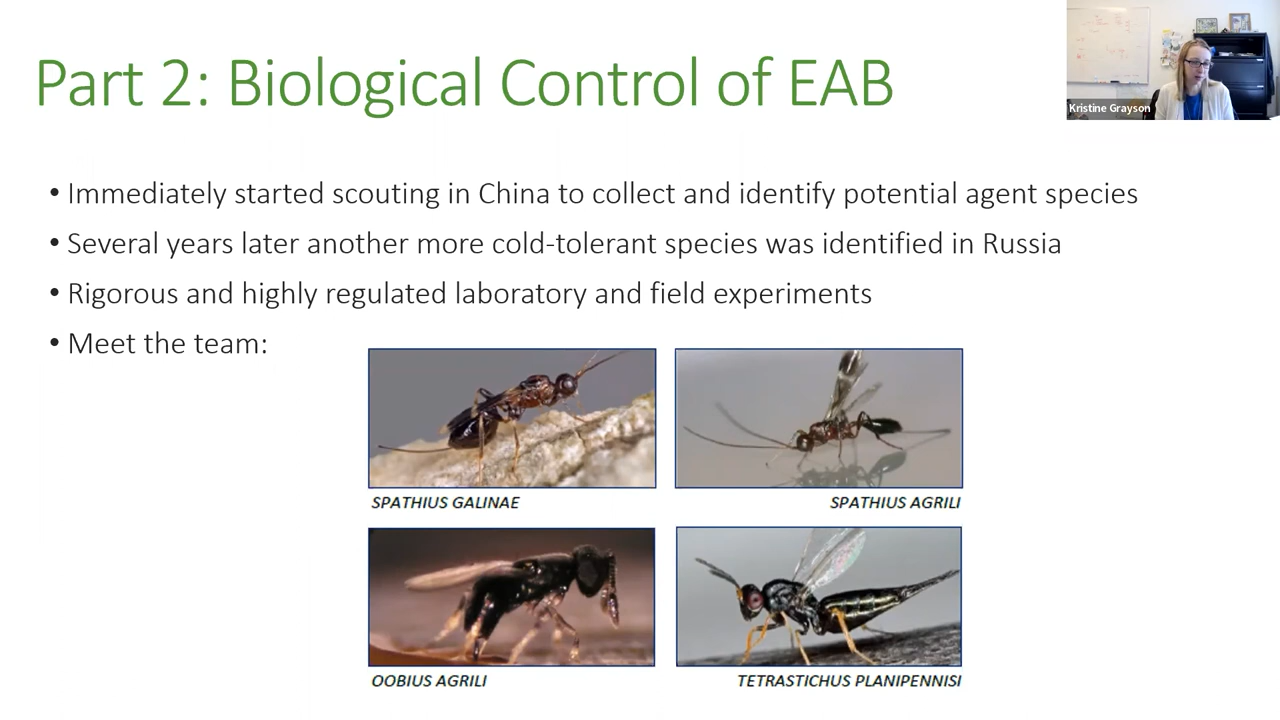 Part 2: Biological Control of EAB
Kristine Grayson
• Immediately started scouting in China to collect and identify potential agent species
• Several years later another more cold-tolerant species was identified in Russia
• Rigorous and highly regulated laboratory and field experiments
• Meet the team:
SPATHIUS GALINAE
SPATHIUS AGRILI
OOBIUS AGRILI
TETRASTICHUS PLANIPENNISI